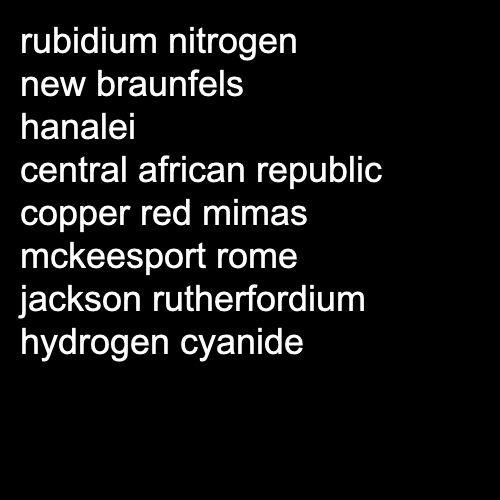 rubidium nitrogen
new braunfels
hanalei
central african republic
copper red mimas
mckeesport rome
jackson rutherfordium
hydrogen cyanide